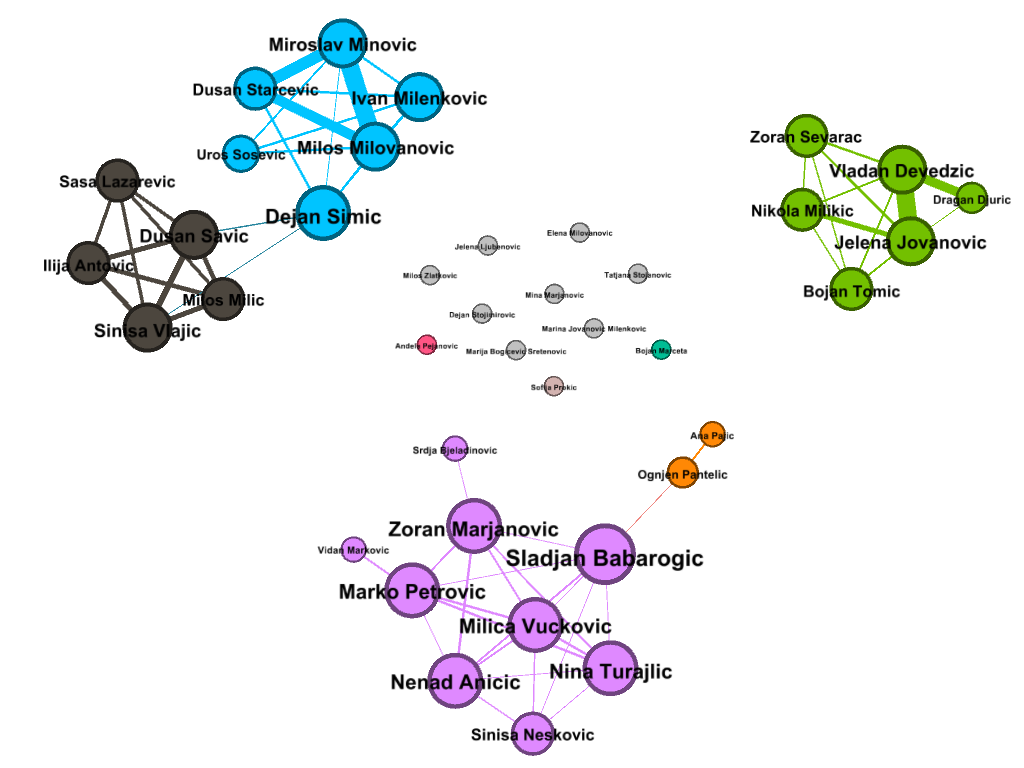 Miroslav Minovic
Dusan Starcevic
Ivan Milenkovic
Uros Sosevic
Milos Milovanovic
Dejan Simic
Sasa Lazarevic
Dusan Savic
Ilija Antovic
Milos Milic
Sinisa Vlajic
Zoran Sevarac
Vladan Devedzic
Dragan Djuric
Nikola Milikic
Jelena Jovanovic
Bojan Tomic
Elena Milovanovic
Jelena Ljubenovic
Milos Zlatkovic
Tatjana Stojanovic
Mina Marjanovic
Dejan Stojimirovic
Marina Jovanovic Milenkovic
Andela Pejanovic
Marija Bogicevic Sretenovic
Bojan Marceta
Sofija Prokic
Ana Pajic
Ognjen Pantelic
Srdja Bjeladinovic
Zoran Marjanovic
Sladjan Babarogic
Vidan Markovic
Marko Petrovic
Milica Vuckovic
Nenad Anicic
Nina Turajlic
Sinisa Neskovic